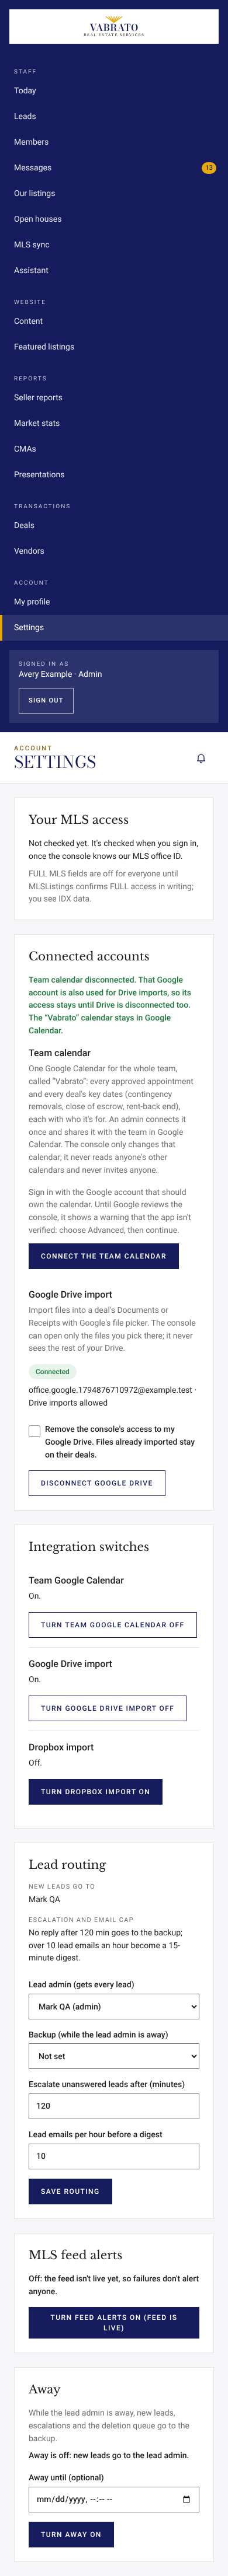 VABRATO
REAL ESTATE SERVICES
STAFF
Today
Leads
Members
Messages
13
Our listings
Open houses
MLS sync
Assistant
WEBSITE
Content
Featured listings
REPORTS
Seller reports
Market stats
CMAs
Presentations
TRANSACTIONS
Deals
Vendors
ACCOUNT
My profile
Settings
SIGNED IN AS
Avery Example · Admin
SIGN OUT
ACCOUNT
SETTINGS
Your MLS access
Not checked yet. It's checked when you sign in,
once the console knows our MLS office ID.
FULL MLS fields are off for everyone until
MLSListings confirms FULL access in writing;
you see IDX data.
Connected accounts
Team calendar disconnected. That Google
account is also used for Drive imports, so its
access stays until Drive is disconnected too.
The “Vabrato” calendar stays in Google
Calendar.
Team calendar
One Google Calendar for the whole team,
called “Vabrato”: every approved appointment
and every deal's key dates (contingency
removals, close of escrow, rent-back end),
each with who it's for. An admin connects it
once and shares it with the team in Google
Calendar. The console only changes that
calendar; it never reads anyone's other
calendars and never invites anyone.
Sign in with the Google account that should
own the calendar. Until Google reviews the
console, it shows a warning that the app isn't
verified: choose Advanced, then continue.
CONNECT THE TEAM CALENDAR
Google Drive import
Import files into a deal's Documents or
Receipts with Google's file picker. The console
can open only the files you pick there; it never
sees the rest of your Drive.
Connected
office.google.1794876710972@example.test ·
Drive imports allowed
Remove the console's access to my
Google Drive. Files already imported stay
on their deals.
DISCONNECT GOOGLE DRIVE
Integration switches
Team Google Calendar
On.
TURN TEAM GOOGLE CALENDAR OFF
Google Drive import
On.
TURN GOOGLE DRIVE IMPORT OFF
Dropbox import
Off.
TURN DROPBOX IMPORT ON
Lead routing
NEW LEADS GO TO
Mark QA
ESCALATION AND EMAIL CAP
No reply after 120 min goes to the backup;
over 10 lead emails an hour become a 15-
minute digest.
Lead admin (gets every lead)
Mark QA (admin)
Backup (while the lead admin is away)
Not set
Escalate unanswered leads after (minutes)
120
Lead emails per hour before a digest
10
SAVE ROUTING
MLS feed alerts
Off: the feed isn't live yet, so failures don't alert
anyone.
TURN FEED ALERTS ON (FEED IS
LIVE)
Away
While the lead admin is away, new leads,
escalations and the deletion queue go to the
backup.
Away is off: new leads go to the lead admin.
Away until (optional)
mm/dd/yyyy, --:-- --
TURN AWAY ON